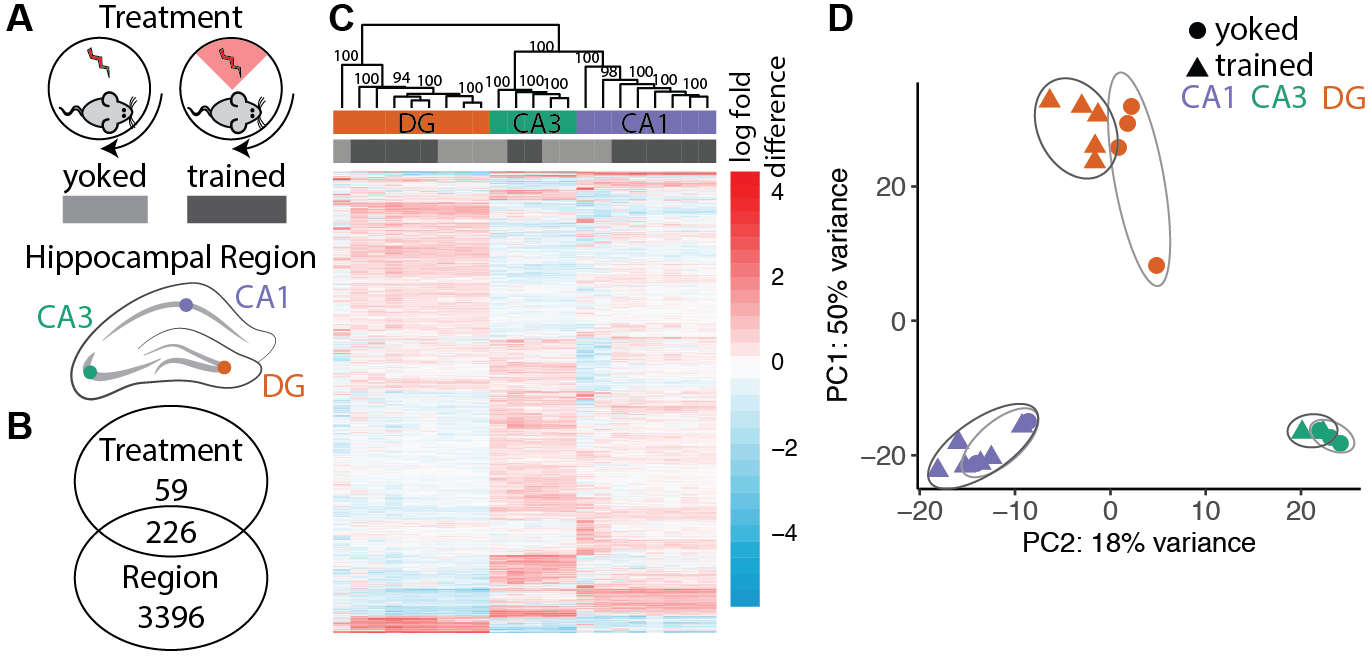 A
Treatment
yoked
trained
Hippocampal Region
CA3
CA1
DG
B
Treatment
59
226
Region
3396
C
100
100
100
100
94
100
100
98
100
100
100
100
100
100
DG
CA3
CA1
log fold
difference
4
2
0
−2
−4
D
yoked
trained
CA1 CA3 DG
PC1: 50% variance
20
0
−20
−20
−10
0
10
20
PC2: 18% variance